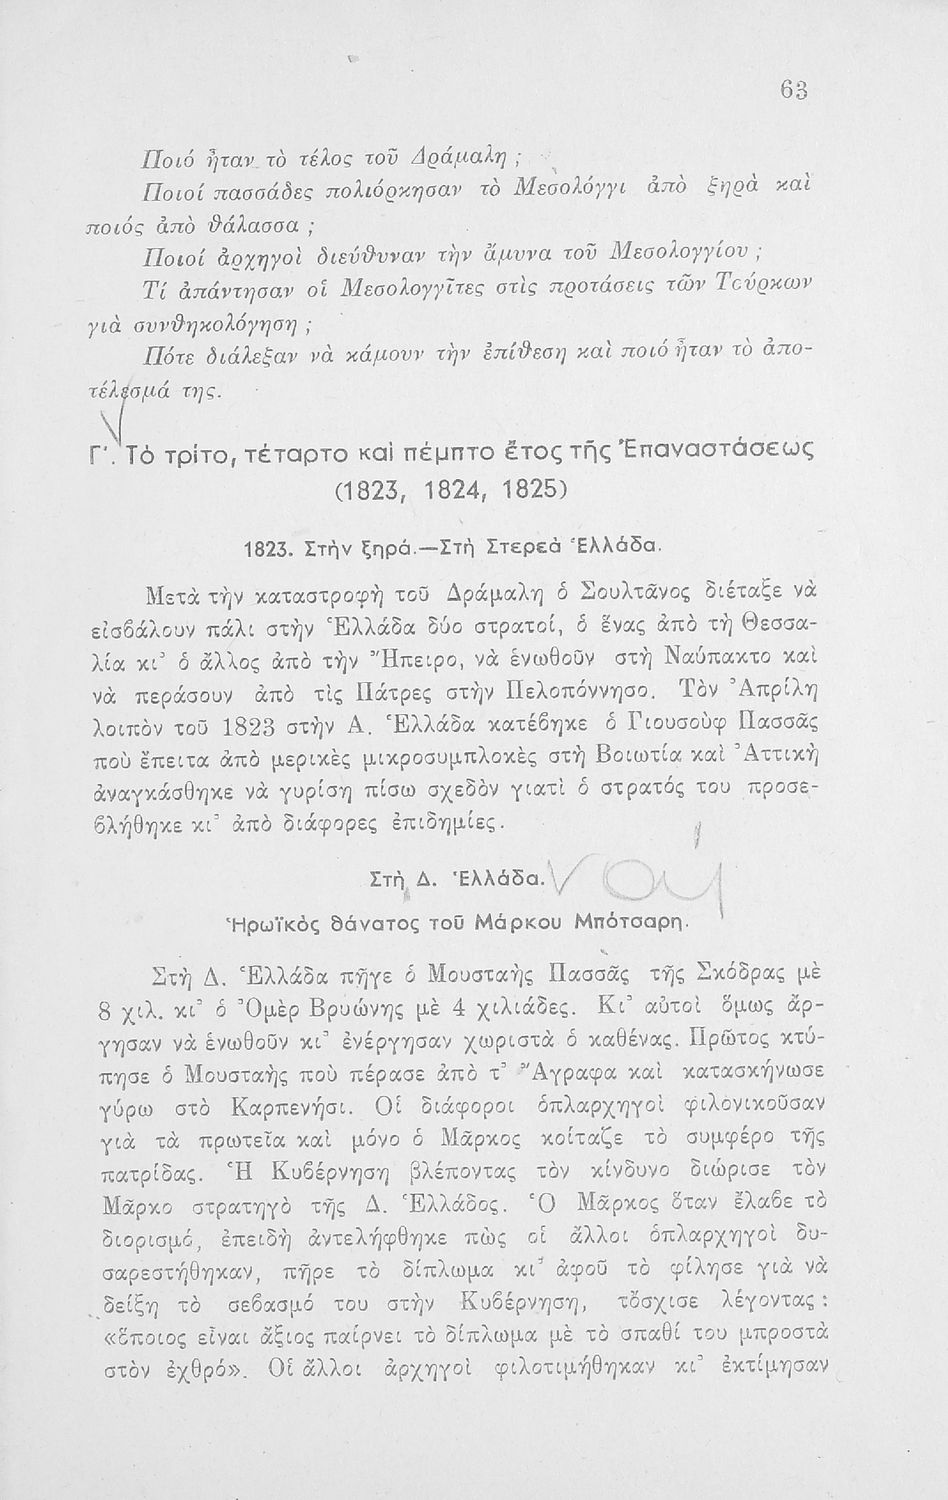 63
Ποιό ἦταν τὸ τέλος τοῦ Δράμαλη ;
Ποιοί πασσάδες πολιόρκησαν τὸ Μεσολόγγι ἀπὸ ξηρὰ καὶ
ποιός ἀπὸ θάλασσα ;
Ποιοί ἀρχηγοὶ διεύθυναν τὴν ἄμυνα τοῦ Μεσολογγίου ;
Τί ἀπάντησαν οἱ Μεσολογγῖτες στὶς προτάσεις τῶν Τούρκων
γιὰ συνθηκολόγηση ;
Πότε διάλεξαν νὰ κάμουν τὴν ἐπίθεση καὶ ποιό ἦταν τὸ ἀπο-
τέλεσμά της.
Γ΄. Τὸ τρίτο, τέταρτο καὶ πέμπτο ἔτος τῆς Ἐπαναστάσεως
(1823, 1824, 1825)
1823. Στὴν ξηρά.—Στὴ Στερεὰ Ἑλλάδα.
Μετὰ τὴν καταστροφὴ τοῦ Δράμαλη ὁ Σουλτᾶνος διέταξε νὰ
εἰσβάλουν πάλι στὴν Ἑλλάδα δύο στρατοί, ὁ ἕνας ἀπὸ τὴ Θεσσα-
λία κι᾽ ὁ ἄλλος ἀπὸ τὴν Ἤπειρο, νὰ ἑνωθοῦν στὴ Ναύπακτο καὶ
νὰ περάσουν ἀπὸ τὶς Πάτρες στὴν Πελοπόννησο. Τὸν Ἀπρίλη
λοιπὸν τοῦ 1823 στὴν Α. Ἑλλάδα κατέβηκε ὁ Γιουσοὺφ Πασσᾶς
ποὺ ἔπειτα ἀπὸ μερικὲς μικροσυμπλοκὲς στὴ Βοιωτία καὶ Ἀττικὴ
ἀναγκάσθηκε νὰ γυρίση πίσω σχεδὸν γιατὶ ὁ στρατός του προσε-
βλήθηκε κι᾽ ἀπὸ διάφορες ἐπιδημίες.
Στὴ Δ. Ἑλλάδα.
Ἡρωϊκὸς θάνατος τοῦ Μάρκου Μπότσαρη.
Στὴ Δ. Ἑλλάδα πῆγε ὁ Μουσταὴς Πασσᾶς τῆς Σκόδρας μὲ
8 χιλ. κι᾽ ὁ Ὀμὲρ Βρυώνης μὲ 4 χιλιάδες. Κι᾽ αὐτοὶ ὅμως ἄρ-
γησαν νὰ ἑνωθοῦν κι᾽ ἐνέργησαν χωριστὰ ὁ καθένας. Πρῶτος κτύ-
πησε ὁ Μουσταὴς ποὺ πέρασε ἀπὸ τ᾽ Ἄγραφα καὶ κατασκήνωσε
γύρω στὸ Καρπενήσι. Οἱ διάφοροι ὁπλαρχηγοὶ φιλονικοῦσαν
γιὰ τὰ πρωτεῖα καὶ μόνο ὁ Μᾶρκος κοίταζε τὸ συμφέρο τῆς
πατρίδας. Ἡ Κυβέρνηση βλέποντας τὸν κίνδυνο διώρισε τὸν
Μᾶρκο στρατηγὸ τῆς Δ. Ἑλλάδος. Ὁ Μᾶρκος ὅταν ἔλαβε τὸ
διορισμό, ἐπειδὴ ἀντελήφθηκε πὼς οἱ ἄλλοι ὁπλαρχηγοὶ δυ-
σαρεστήθηκαν, πῆρε τὸ δίπλωμα κι᾽ ἀφοῦ τὸ φίλησε γιὰ νὰ
δείξη τὸ σεβασμό του στὴν Κυβέρνηση, τὄσχισε λέγοντας :
«ὅποιος εἶναι ἄξιος παίρνει τὸ δίπλωμα μὲ τὸ σπαθί του μπροστὰ
στὸν ἐχθρό». Οἱ ἄλλοι ἀρχηγοὶ φιλοτιμήθηκαν κι᾽ ἐκτίμησαν